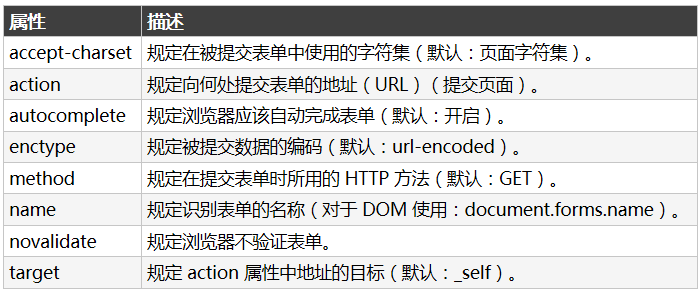 属性 描述
accept-charset 规定在被提交表单中使用的字符集（默认：页面字符集）。
action 规定向何处提交表单的地址（URL）（提交页面）。
autocomplete 规定浏览器应该自动完成表单（默认：开启）。
enctype 规定被提交数据的编码（默认：url-encoded）。
method 规定在提交表单时所用的 HTTP 方法（默认：GET）。
name 规定识别表单的名称（对于 DOM 使用：document.forms.name）。
novalidate 规定浏览器不验证表单。
target 规定 action 属性中地址的目标（默认：_self）。